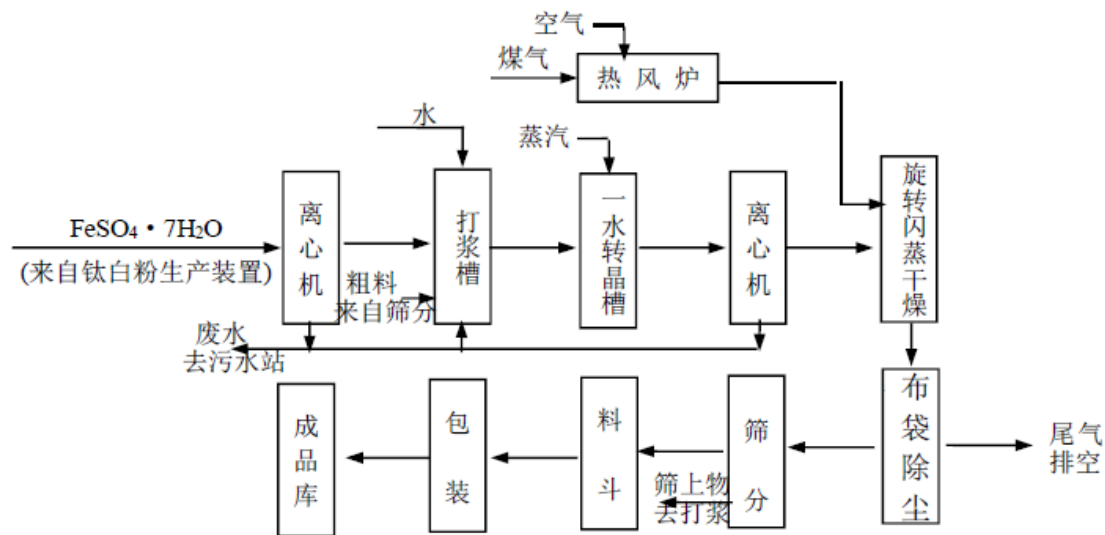 空气
煤气
热风炉
水
蒸汽
FeSO₄·7H₂O
(来自钛白粉生产装置)
离心机
打浆槽
粗料
来自筛分
一水转晶槽
离心机
旋转闪蒸干燥
废水
去污水站
成品库
包装
料斗
筛上物
去打浆
筛分
布袋除尘
尾气
排空